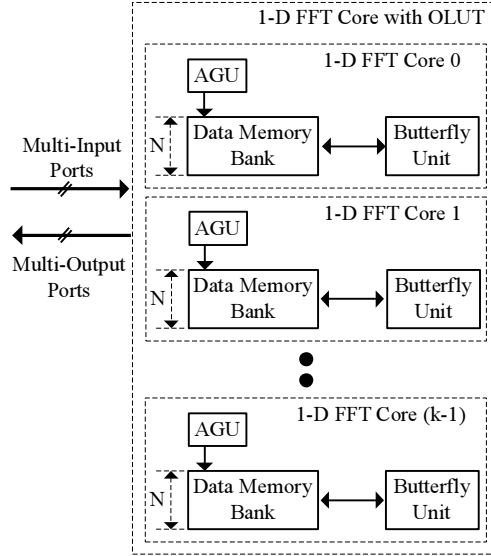 1-D FFT Core with OLUT
1-D FFT Core 0
AGU
N
Data Memory
Bank
Butterfly
Unit
Multi-Input
Ports
Multi-Output
Ports
1-D FFT Core 1
AGU
N
Data Memory
Bank
Butterfly
Unit
1-D FFT Core (k-1)
AGU
N
Data Memory
Bank
Butterfly
Unit